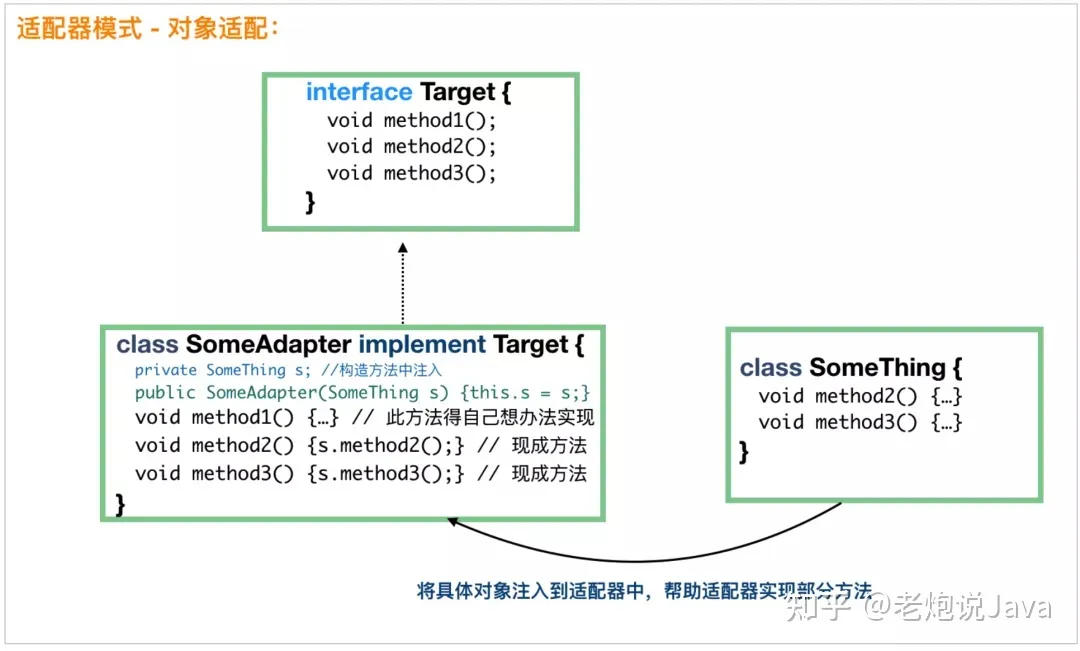 适配器模式 - 对象适配：
interface Target {
void method1();
void method2();
void method3();
}
class SomeAdapter implement Target {
private SomeThing s; //构造方法中注入
public SomeAdapter(SomeThing s) {this.s = s;}
void method1() {…} // 此方法得自己想办法实现
void method2() {s.method2();} // 现成方法
void method3() {s.method3();} // 现成方法
}
class SomeThing {
void method2() {…}
void method3() {…}
}
将具体对象注入到适配器中，帮助适配器实现部分方法
知乎 @老炮说Java